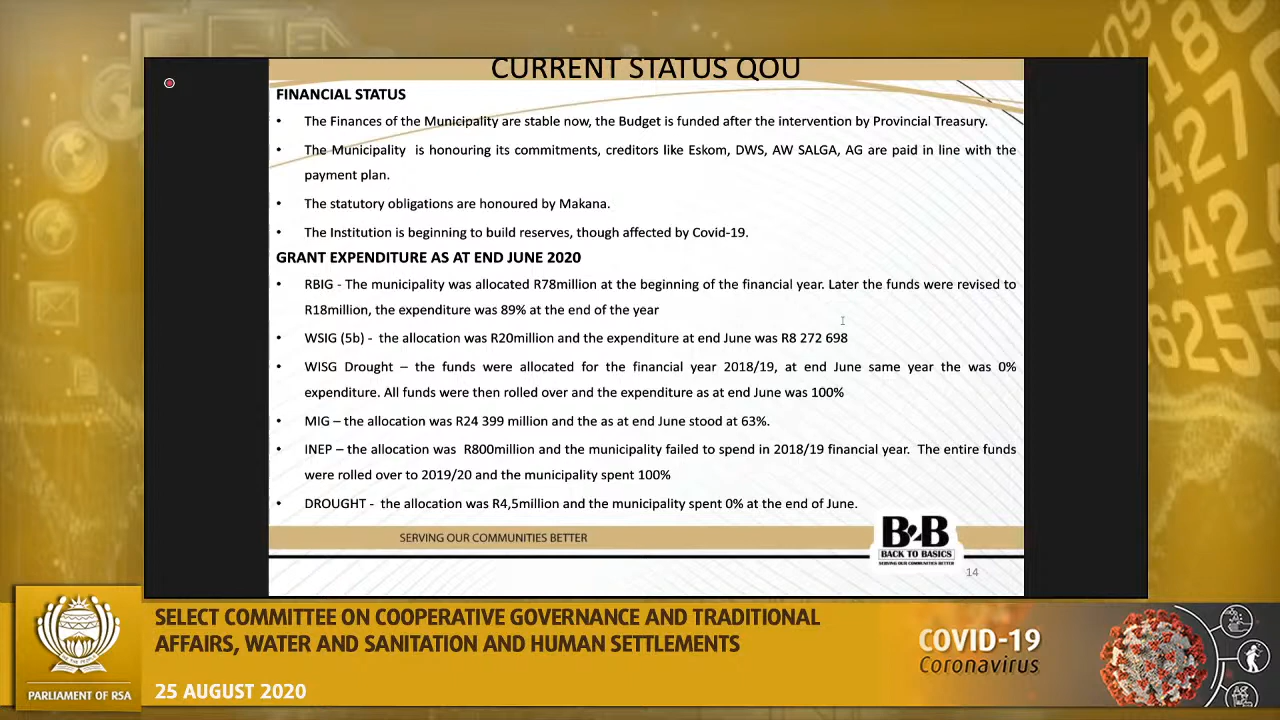 CURRENT STATUS QOU
FINANCIAL STATUS
• The Finances of the Municipality are stable now, the Budget is funded after the intervention by Provincial Treasury.
• The Municipality is honouring its commitments, creditors like Eskom, DWS, AW SALGA, AG are paid in line with the
payment plan.
• The statutory obligations are honoured by Makana.
• The Institution is beginning to build reserves, though affected by Covid-19.
GRANT EXPENDITURE AS AT END JUNE 2020
• RBIG - The municipality was allocated R78million at the beginning of the financial year. Later the funds were revised to
R18million, the expenditure was 89% at the end of the year
• WSIG (5b) - the allocation was R20million and the expenditure at end June was R8 272 698
• WISG Drought – the funds were allocated for the financial year 2018/19, at end June same year the was 0%
expenditure. All funds were then rolled over and the expenditure as at end June was 100%
• MIG – the allocation was R24 399 million and the as at end June stood at 63%.
• INEP – the allocation was R800million and the municipality failed to spend in 2018/19 financial year. The entire funds
were rolled over to 2019/20 and the municipality spent 100%
• DROUGHT - the allocation was R4,5million and the municipality spent 0% at the end of June.
SERVING OUR COMMUNITIES BETTER
B2B
BACK TO BASICS
SERVING OUR COMMUNITIES BETTER
14
SELECT COMMITTEE ON COOPERATIVE GOVERNANCE AND TRADITIONAL
AFFAIRS, WATER AND SANITATION AND HUMAN SETTLEMENTS
25 AUGUST 2020
PARLIAMENT OF RSA
COVID-19
Coronavirus